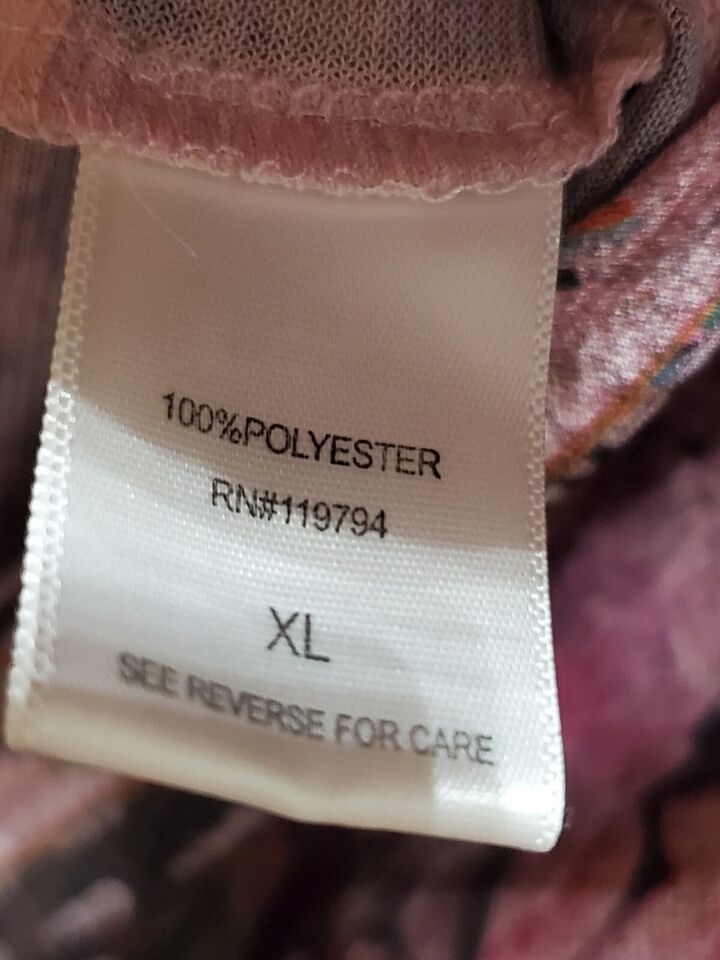 100%POLYESTER
RN#119794
XL
SEE REVERSE FOR CARE